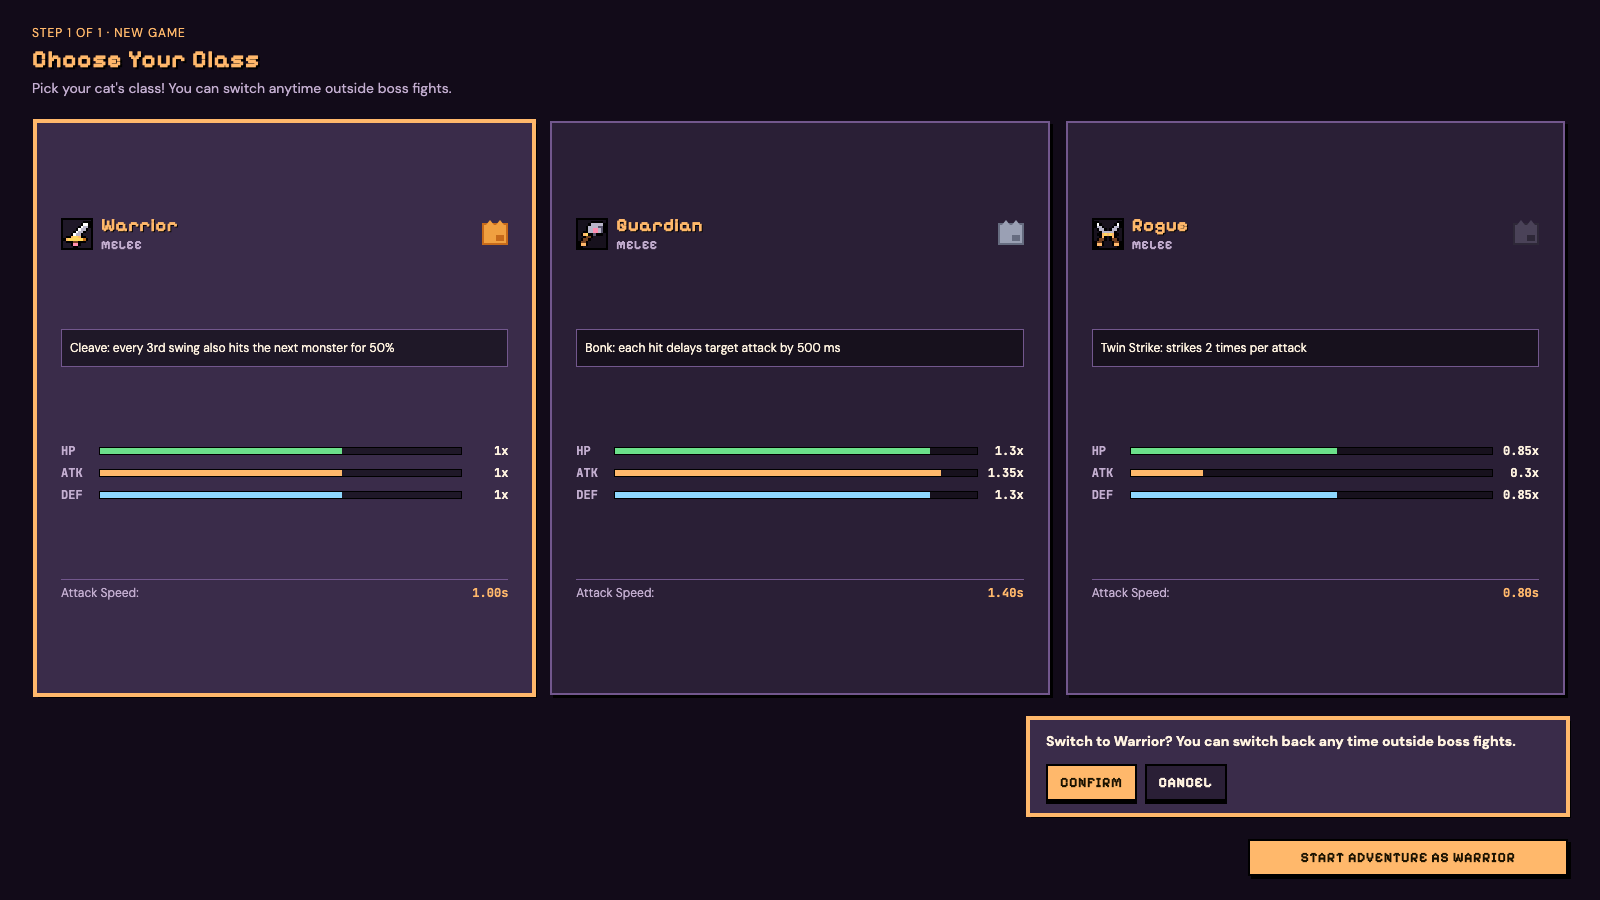 STEP 1 OF 1 · NEW GAME
Choose Your Class
Pick your cat's class! You can switch anytime outside boss fights.
Warrior
MELEE
Cleave: every 3rd swing also hits the next monster for 50%
HP 1x
ATK 1x
DEF 1x
Attack Speed: 1.00s
Guardian
MELEE
Bonk: each hit delays target attack by 500 ms
HP 1.3x
ATK 1.35x
DEF 1.3x
Attack Speed: 1.40s
Rogue
MELEE
Twin Strike: strikes 2 times per attack
HP 0.85x
ATK 0.3x
DEF 0.85x
Attack Speed: 0.80s
Switch to Warrior? You can switch back any time outside boss fights.
CONFIRM CANCEL
START ADVENTURE AS WARRIOR